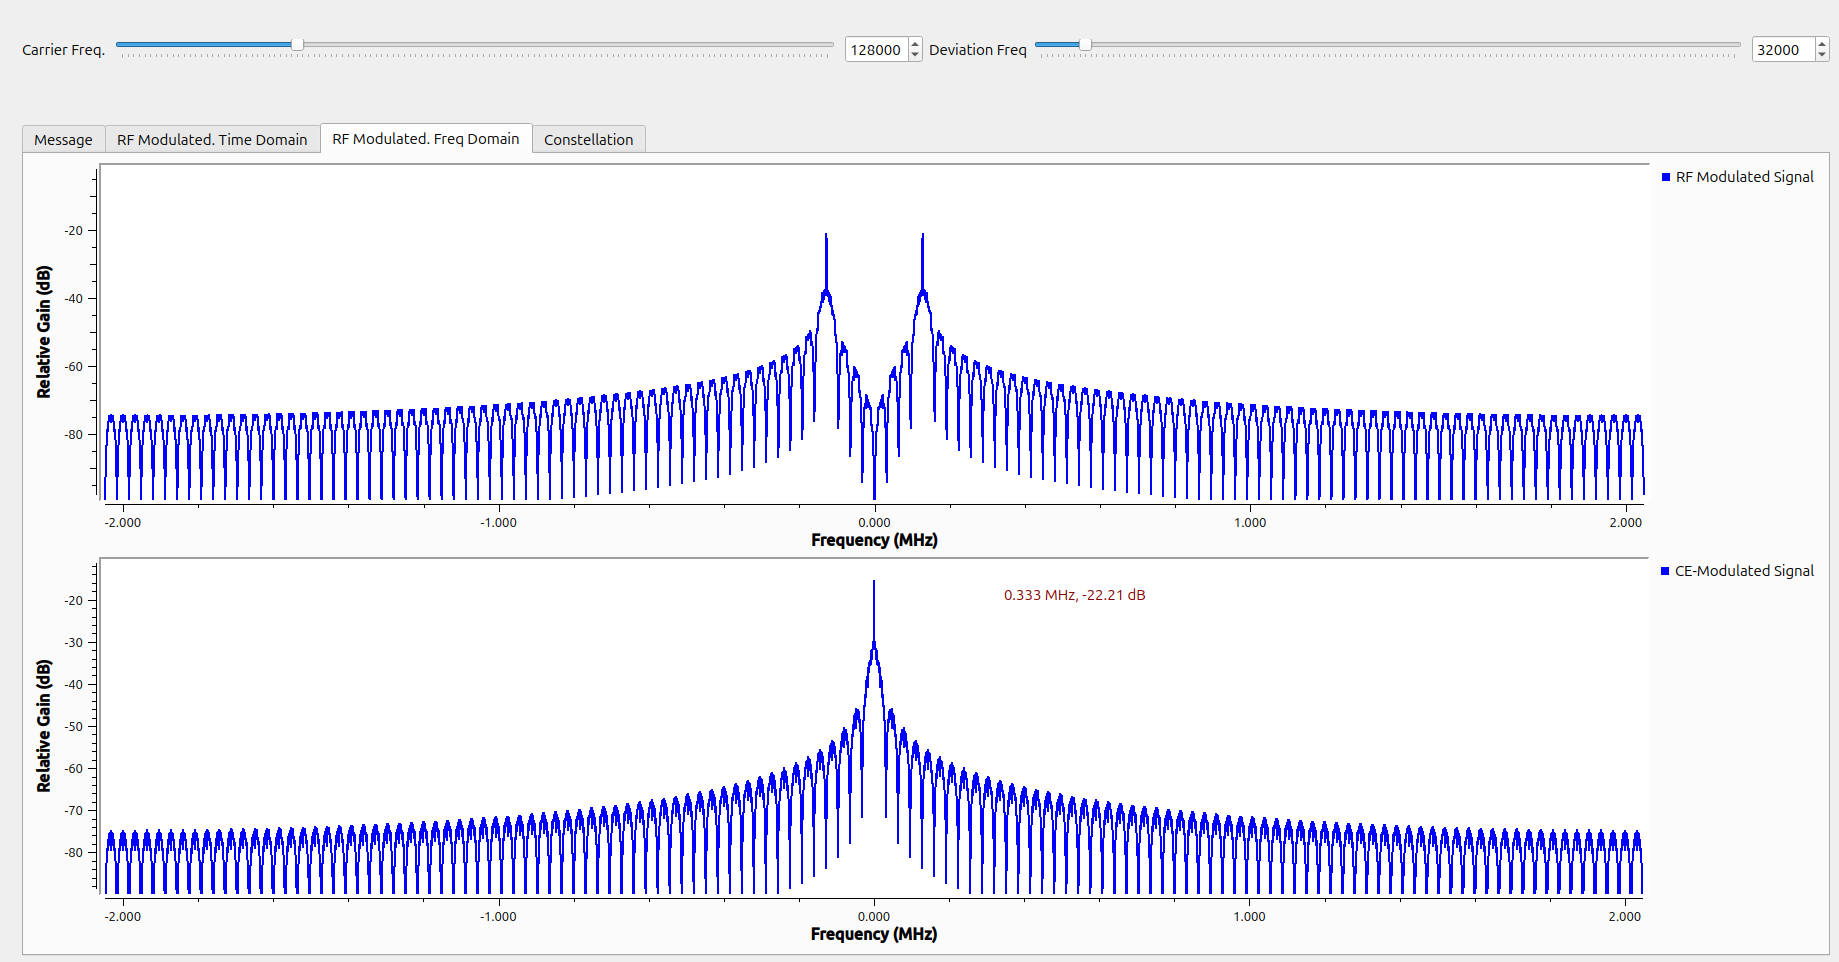 Carrier Freq. 128000 Deviation Freq 32000
Message RF Modulated. Time Domain RF Modulated. Freq Domain Constellation
RF Modulated Signal
Relative Gain (dB)
-20
-40
-60
-80
-2.000 -1.000 0.000 1.000 2.000
Frequency (MHz)
CE-Modulated Signal
0.333 MHz, -22.21 dB
Relative Gain (dB)
-20
-30
-40
-50
-60
-70
-80
-2.000 -1.000 0.000 1.000 2.000
Frequency (MHz)